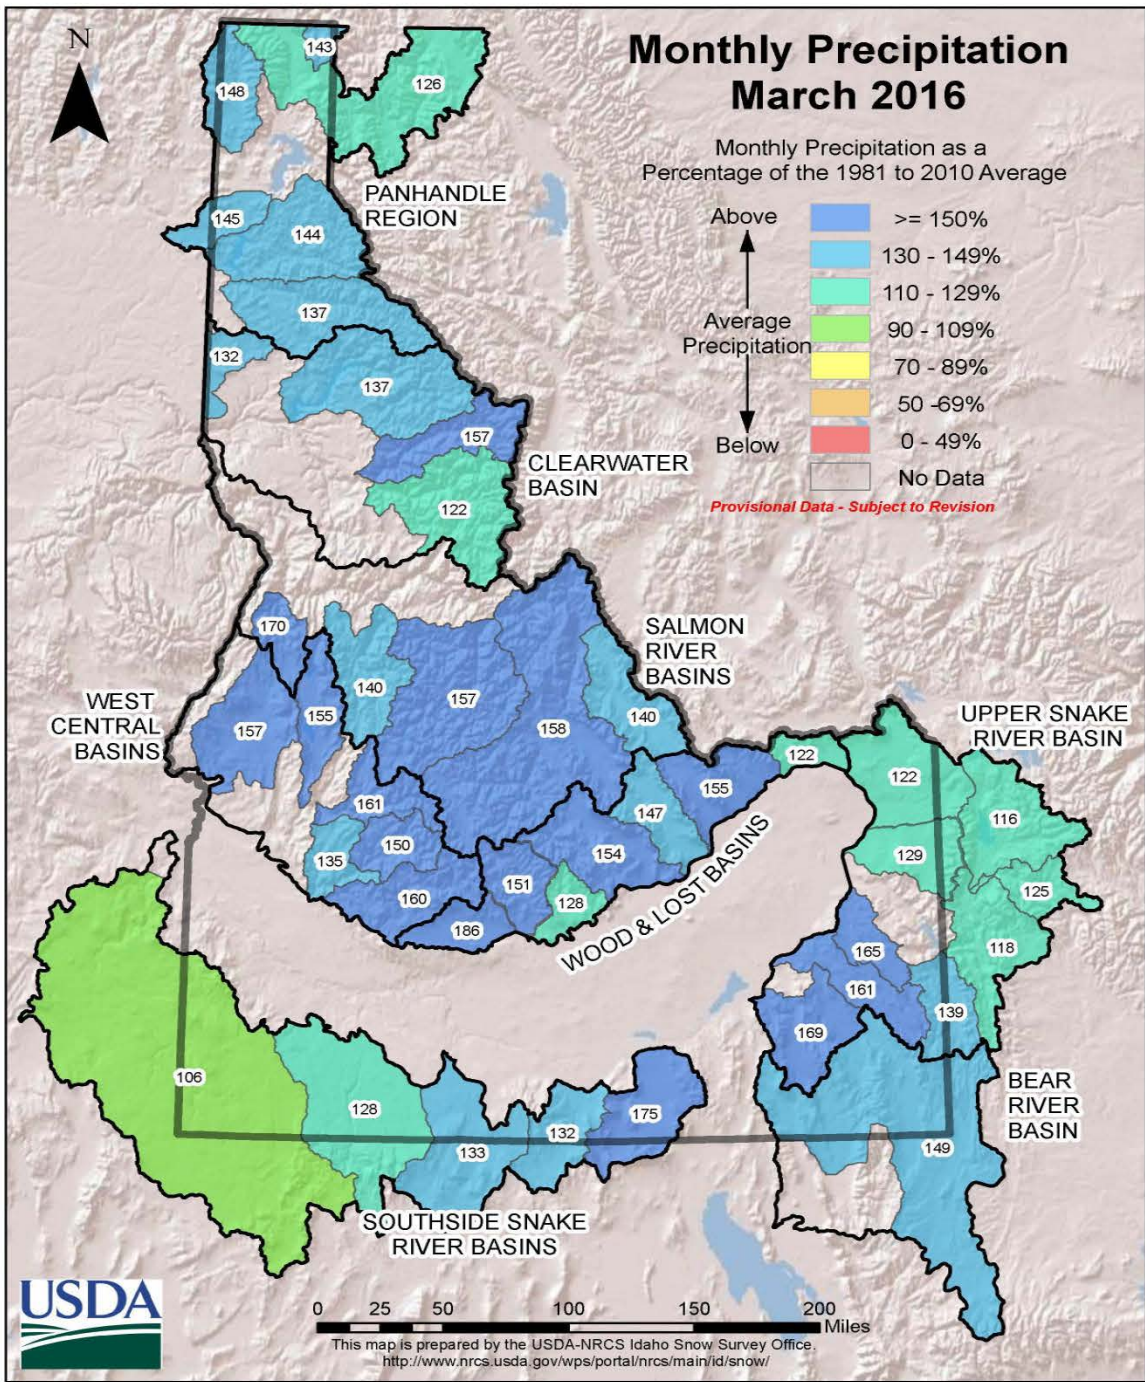 N
Monthly Precipitation
March 2016
Monthly Precipitation as a
Percentage of the 1981 to 2010 Average
Above
Average
Precipitation
Below
>= 150%
130 - 149%
110 - 129%
90 - 109%
70 - 89%
50 -69%
0 - 49%
No Data
Provisional Data - Subject to Revision
143
148
126
PANHANDLE
REGION
145
144
137
132
137
157
CLEARWATER
BASIN
122
170
SALMON
RIVER
BASINS
WEST
CENTRAL
BASINS
140
157
155
157
158
140
UPPER SNAKE
RIVER BASIN
122
122
155
161
147
116
135
150
154
129
151
160
128
125
186
WOOD & LOST BASINS
165
118
161
139
169
106
128
175
132
133
BEAR
RIVER
BASIN
149
SOUTHSIDE SNAKE
RIVER BASINS
USDA
0 25 50 100 150 200
Miles
This map is prepared by the USDA-NRCS Idaho Snow Survey Office.
http://www.nrcs.usda.gov/wps/portal/nrcs/main/id/snow/